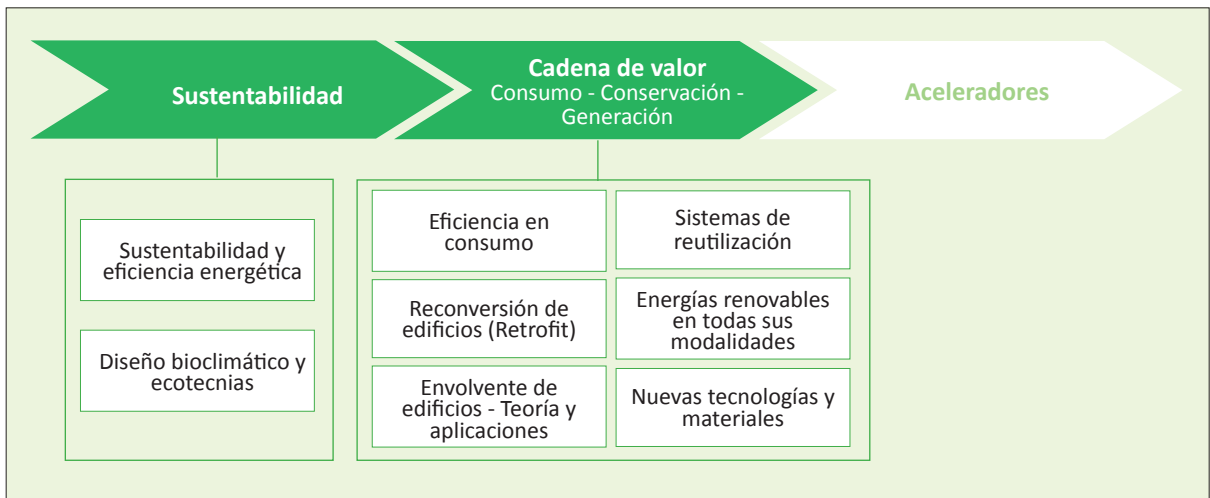 Sustentabilidad
Cadena de valor
Consumo - Conservación -
Generación
Aceleradores
Sustentabilidad y
eficiencia energética
Diseño bioclimático y
ecotecnias
Eficiencia en
consumo
Sistemas de
reutilización
Reconversión de
edificios (Retrofit)
Energías renovables
en todas sus
modalidades
Envolvente de
edificios - Teoría y
aplicaciones
Nuevas tecnologías y
materiales